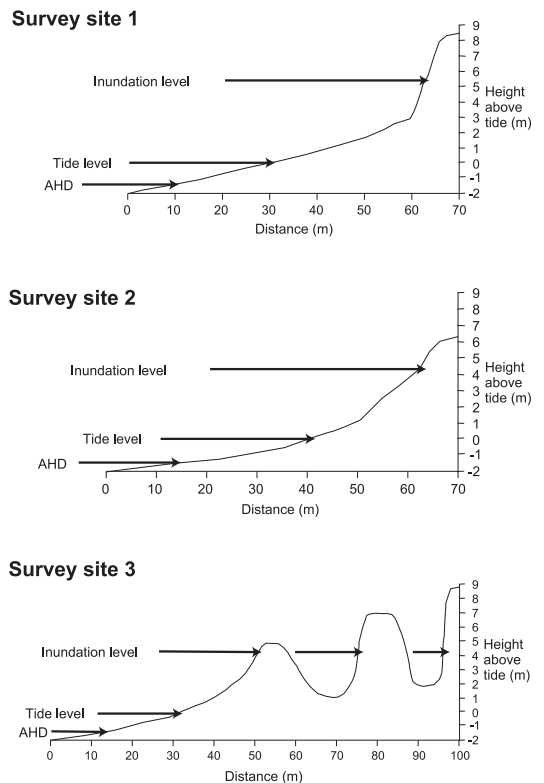 Survey site 1
9
8
7
6
5
4
3
2
1
0
-1
-2
Inundation level
Height
above
tide (m)
Tide level
AHD
0 10 20 30 40 50 60 70
Distance (m)
Survey site 2
9
8
7
6
5
4
3
2
1
0
-1
-2
Inundation level
Height
above
tide (m)
Tide level
AHD
0 10 20 30 40 50 60 70
Distance (m)
Survey site 3
9
8
7
6
5
4
3
2
1
0
-1
-2
Inundation level
Height
above
tide (m)
Tide level
AHD
0 10 20 30 40 50 60 70 80 90 100
Distance (m)